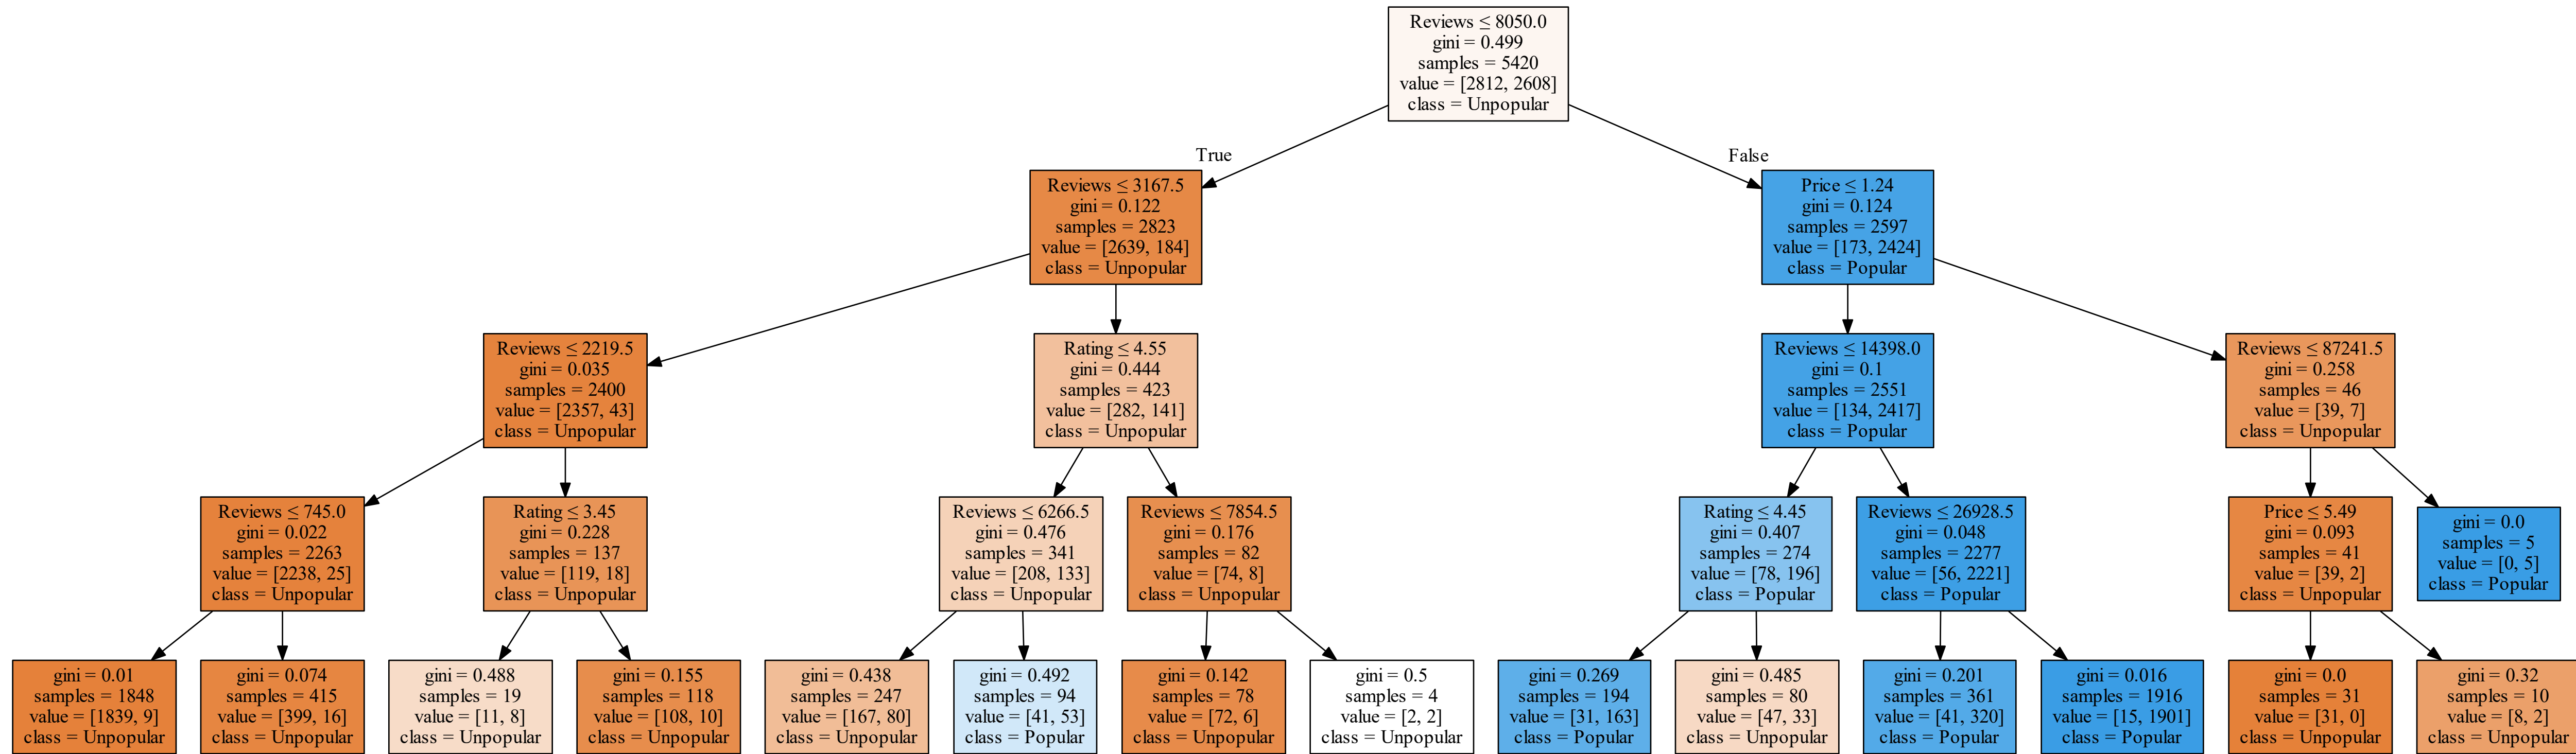 Reviews ≤ 8050.0
gini = 0.499
samples = 5420
value = [2812, 2608]
class = Unpopular
True
False
Reviews ≤ 3167.5
gini = 0.122
samples = 2823
value = [2639, 184]
class = Unpopular
Price ≤ 1.24
gini = 0.124
samples = 2597
value = [173, 2424]
class = Popular
Reviews ≤ 2219.5
gini = 0.035
samples = 2400
value = [2357, 43]
class = Unpopular
Rating ≤ 4.55
gini = 0.444
samples = 423
value = [282, 141]
class = Unpopular
Reviews ≤ 14398.0
gini = 0.1
samples = 2551
value = [134, 2417]
class = Popular
Reviews ≤ 87241.5
gini = 0.258
samples = 46
value = [39, 7]
class = Unpopular
Reviews ≤ 745.0
gini = 0.022
samples = 2263
value = [2238, 25]
class = Unpopular
Rating ≤ 3.45
gini = 0.228
samples = 137
value = [119, 18]
class = Unpopular
Reviews ≤ 6266.5
gini = 0.476
samples = 341
value = [208, 133]
class = Unpopular
Reviews ≤ 7854.5
gini = 0.176
samples = 82
value = [74, 8]
class = Unpopular
Rating ≤ 4.45
gini = 0.407
samples = 274
value = [78, 196]
class = Popular
Reviews ≤ 26928.5
gini = 0.048
samples = 2277
value = [56, 2221]
class = Popular
Price ≤ 5.49
gini = 0.093
samples = 41
value = [39, 2]
class = Unpopular
gini = 0.0
samples = 5
value = [0, 5]
class = Popular
gini = 0.01
samples = 1848
value = [1839, 9]
class = Unpopular
gini = 0.074
samples = 415
value = [399, 16]
class = Unpopular
gini = 0.488
samples = 19
value = [11, 8]
class = Unpopular
gini = 0.155
samples = 118
value = [108, 10]
class = Unpopular
gini = 0.438
samples = 247
value = [167, 80]
class = Unpopular
gini = 0.492
samples = 94
value = [41, 53]
class = Popular
gini = 0.142
samples = 78
value = [72, 6]
class = Unpopular
gini = 0.5
samples = 4
value = [2, 2]
class = Unpopular
gini = 0.269
samples = 194
value = [31, 163]
class = Popular
gini = 0.485
samples = 80
value = [47, 33]
class = Unpopular
gini = 0.201
samples = 361
value = [41, 320]
class = Popular
gini = 0.016
samples = 1916
value = [15, 1901]
class = Popular
gini = 0.0
samples = 31
value = [31, 0]
class = Unpopular
gini = 0.32
samples = 10
value = [8, 2]
class = Unpopular